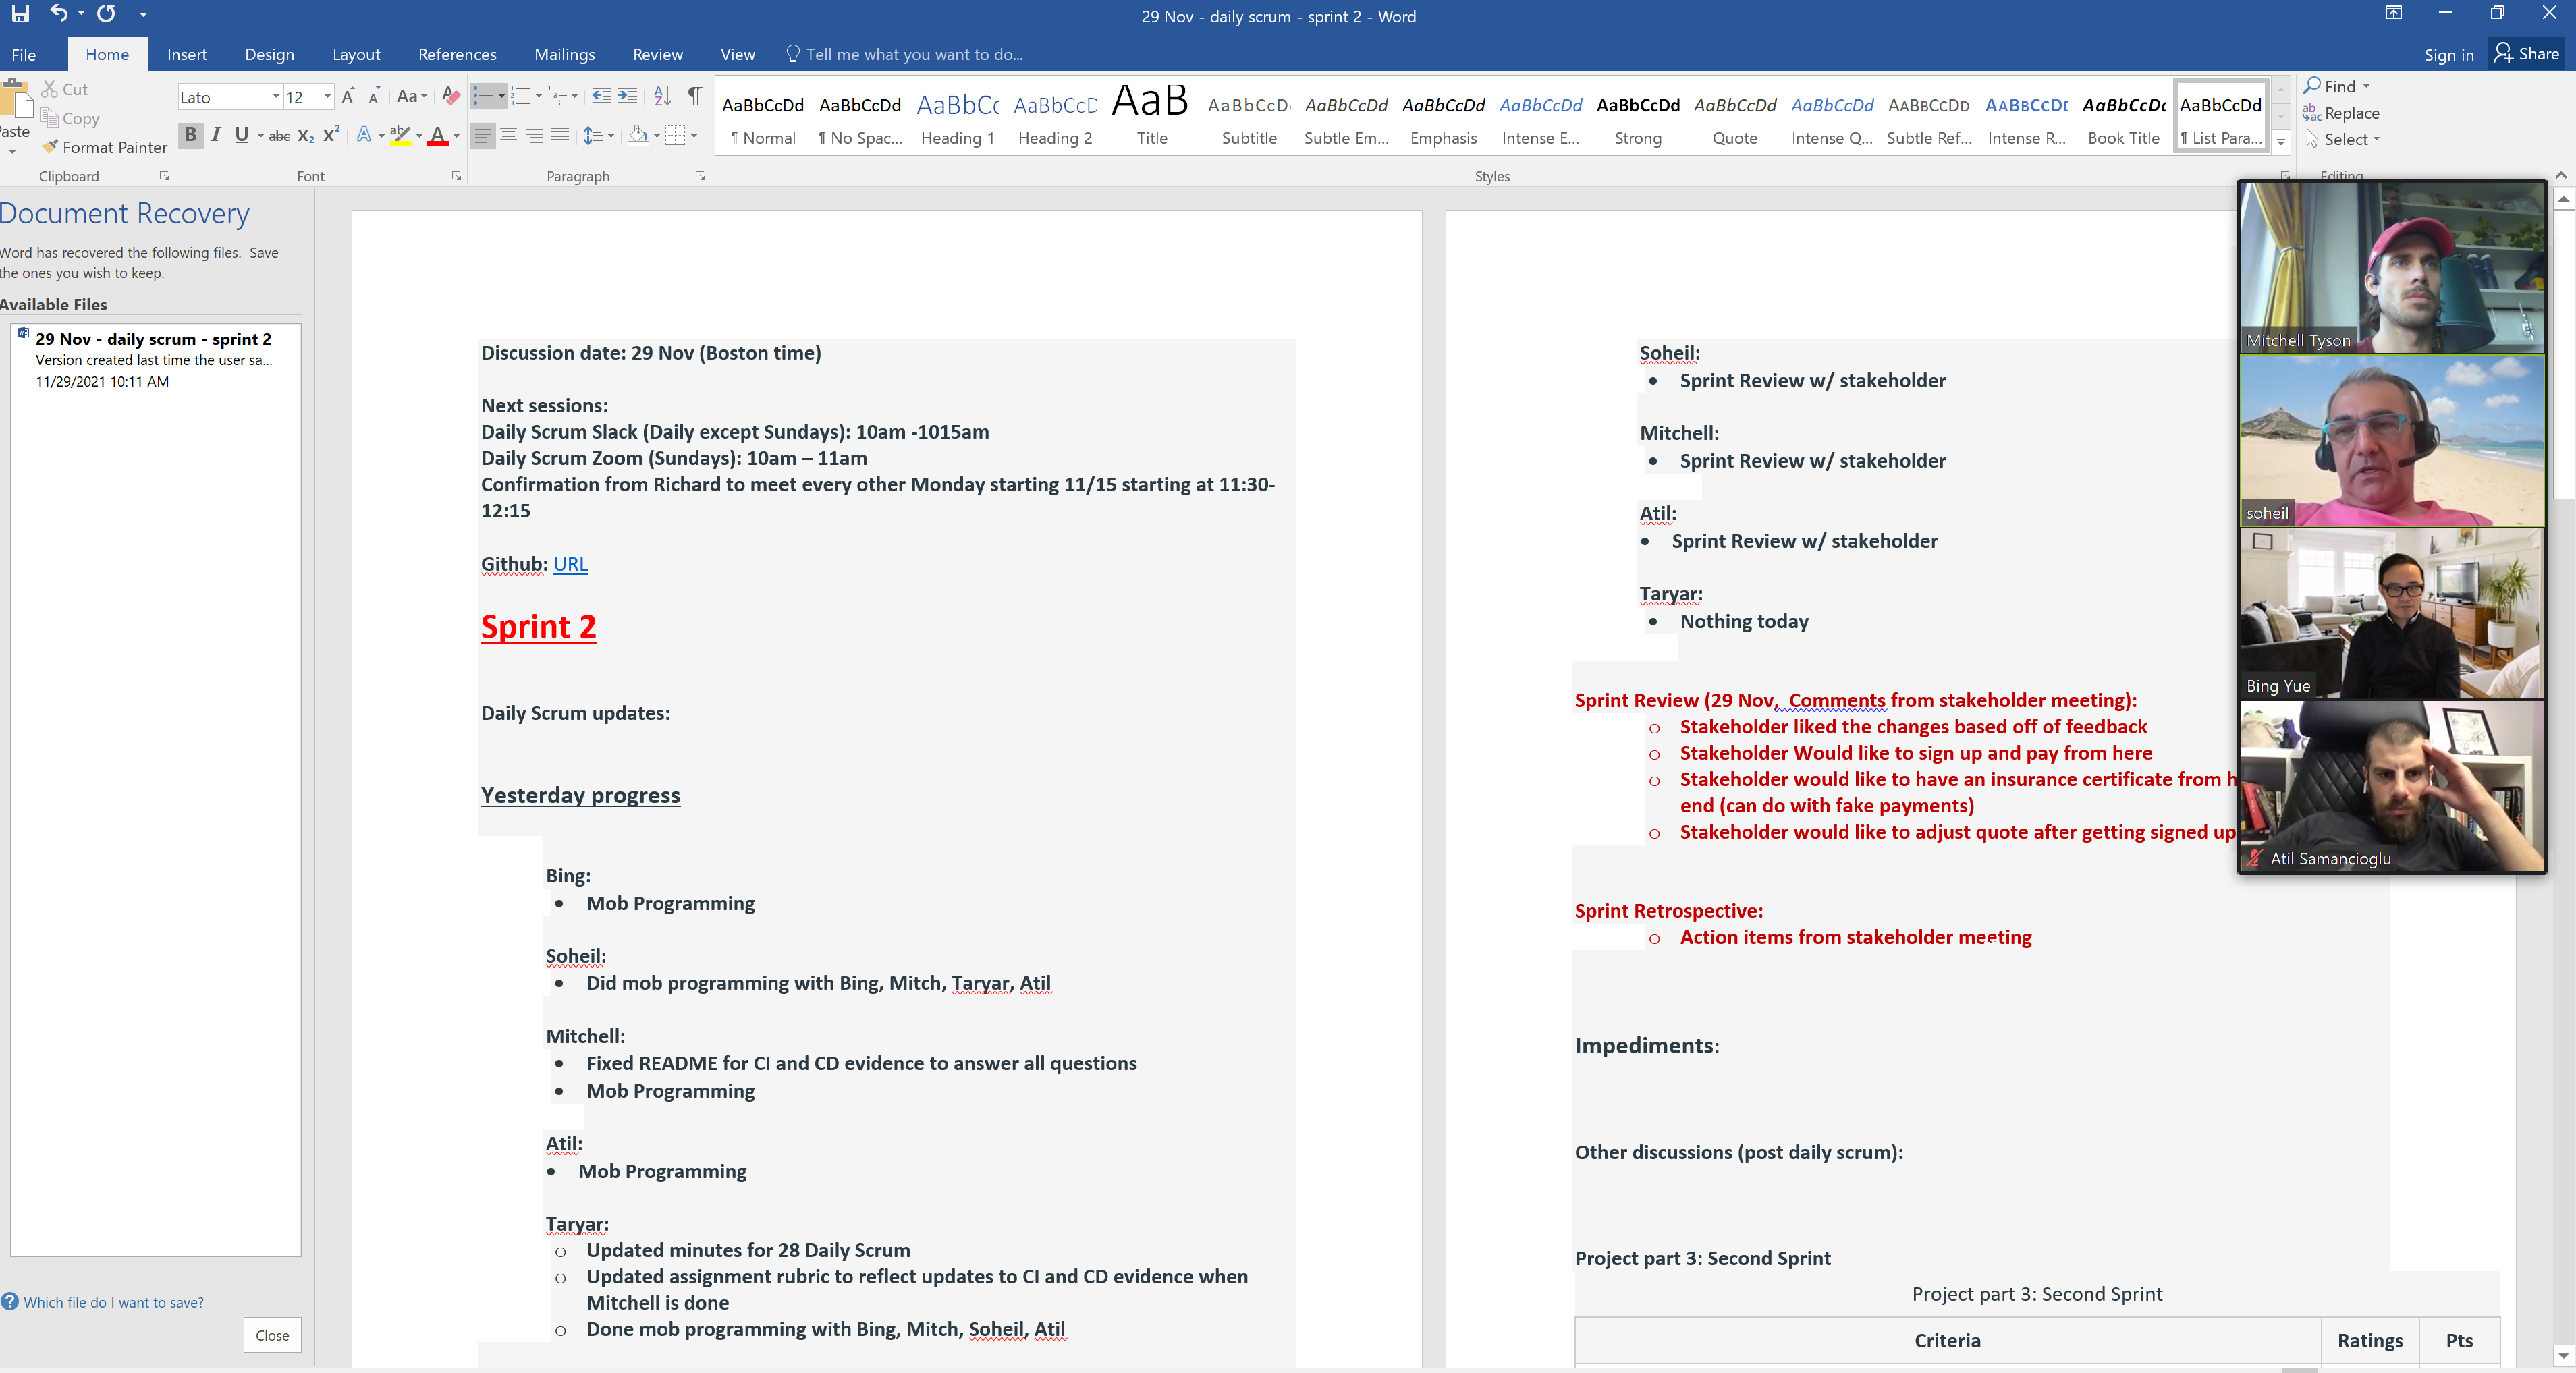 29 Nov - daily scrum - sprint 2 - Word
File Home Insert Design Layout References Mailings Review View Tell me what you want to do... Sign in Share
Cut
Copy
Format Painter
Clipboard
Lato 12
Font
Paragraph
AaBbCcDd AaBbCcDd AaBbCc AaBbCcD AaB AaBbCcD AaBbCcDd AaBbCcDd AaBbCcDd AaBbCcDd AaBbCcDd AaBbCcDd AaBbCcDd AaBbCcDd AaBbCcDd AaBbCcDd
¶ Normal ¶ No Spac... Heading 1 Heading 2 Title Subtitle Subtle Em... Emphasis Intense E... Strong Quote Intense Q... Subtle Ref... Intense R... Book Title ¶ List Para...
Styles
Find
Replace
Select
Editing
Document Recovery
Word has recovered the following files. Save
the ones you wish to keep.
Available Files
29 Nov - daily scrum - sprint 2
Version created last time the user sa...
11/29/2021 10:11 AM
Which file do I want to save?
Close
Discussion date: 29 Nov (Boston time)
Next sessions:
Daily Scrum Slack (Daily except Sundays): 10am -1015am
Daily Scrum Zoom (Sundays): 10am – 11am
Confirmation from Richard to meet every other Monday starting 11/15 starting at 11:30-
12:15
Github: URL
Sprint 2
Daily Scrum updates:
Yesterday progress
Bing:
• Mob Programming
Soheil:
• Did mob programming with Bing, Mitch, Taryar, Atil
Mitchell:
• Fixed README for CI and CD evidence to answer all questions
• Mob Programming
Atil:
• Mob Programming
Taryar:
o Updated minutes for 28 Daily Scrum
o Updated assignment rubric to reflect updates to CI and CD evidence when
Mitchell is done
o Done mob programming with Bing, Mitch, Soheil, Atil
Soheil:
• Sprint Review w/ stakeholder
Mitchell:
• Sprint Review w/ stakeholder
Atil:
• Sprint Review w/ stakeholder
Taryar:
• Nothing today
Sprint Review (29 Nov, Comments from stakeholder meeting):
o Stakeholder liked the changes based off of feedback
o Stakeholder Would like to sign up and pay from here
o Stakeholder would like to have an insurance certificate from h
end (can do with fake payments)
o Stakeholder would like to adjust quote after getting signed up
Sprint Retrospective:
o Action items from stakeholder meeting
Impediments:
Other discussions (post daily scrum):
Project part 3: Second Sprint
Project part 3: Second Sprint
Criteria Ratings Pts
Mitchell Tyson
soheil
Bing Yue
Atil Samancioglu